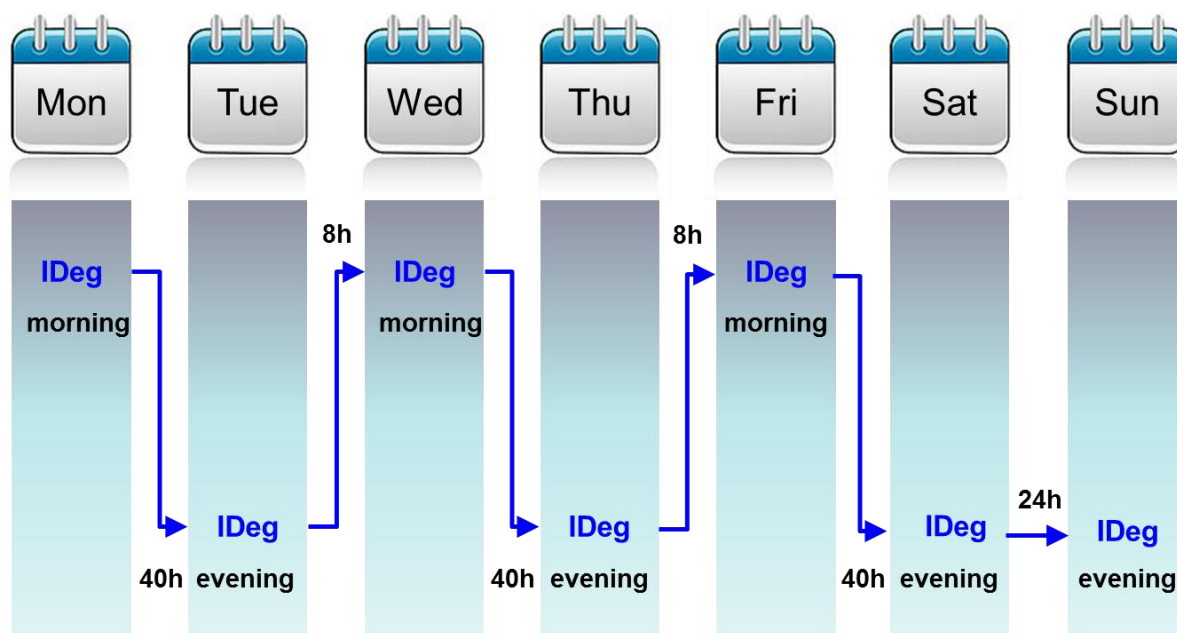 Mon Tue Wed Thu Fri Sat Sun
8h 8h
IDeg IDeg IDeg
morning morning morning
24h
IDeg IDeg IDeg IDeg
40h evening 40h evening 40h evening evening